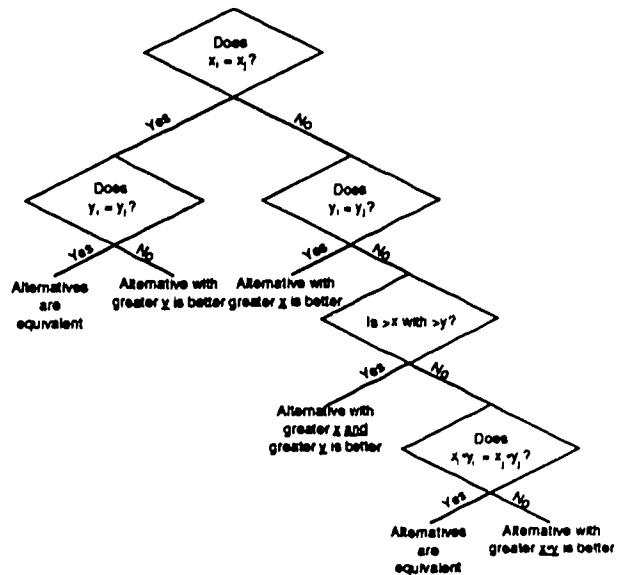 Does
xᵢ = xⱼ?
Yes
No
Does
yᵢ = yⱼ?
Does
yᵢ = yⱼ?
Yes
No
Yes
No
Alternatives
are
equivalent
Alternative with
greater y is better
Alternative with
greater x is better
Is >x with >y?
Yes
No
Alternative with
greater x and
greater y is better
Does
xᵢ·yᵢ = xⱼ·yⱼ?
Yes
No
Alternatives
are
equivalent
Alternative with
greater x·y is better